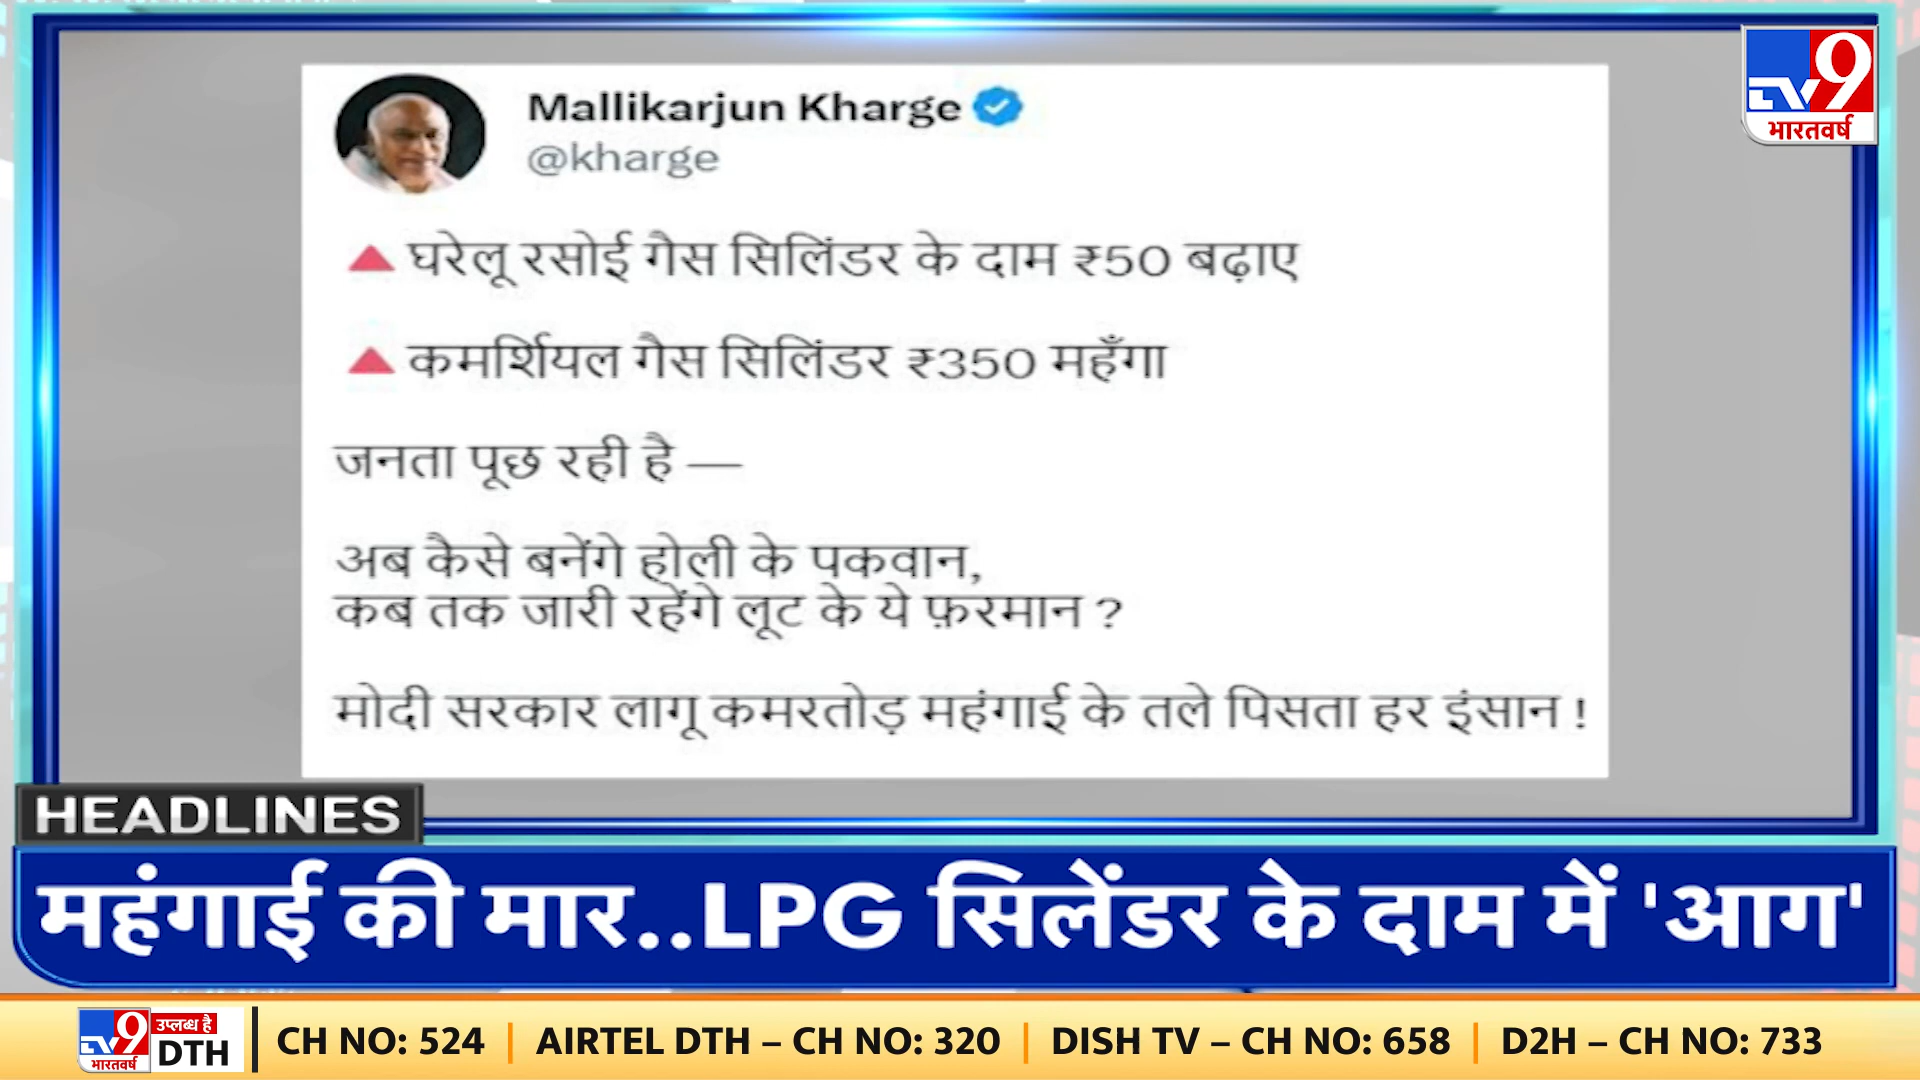 TV9
भारतवर्ष
Mallikarjun Kharge
@kharge
🔺घरेलू रसोई गैस सिलिंडर के दाम ₹50 बढ़ाए
🔺कमर्शियल गैस सिलिंडर ₹350 महँगा
जनता पूछ रही है —
अब कैसे बनेंगे होली के पकवान,
कब तक जारी रहेंगे लूट के ये फ़रमान ?
मोदी सरकार लागू कमरतोड़ महंगाई के तले पिसता हर इंसान !
HEADLINES
महंगाई की मार..LPG सिलेंडर के दाम में 'आग'
TV9 भारतवर्ष उप्लब्ध है DTH | CH NO: 524 | AIRTEL DTH – CH NO: 320 | DISH TV – CH NO: 658 | D2H – CH NO: 733